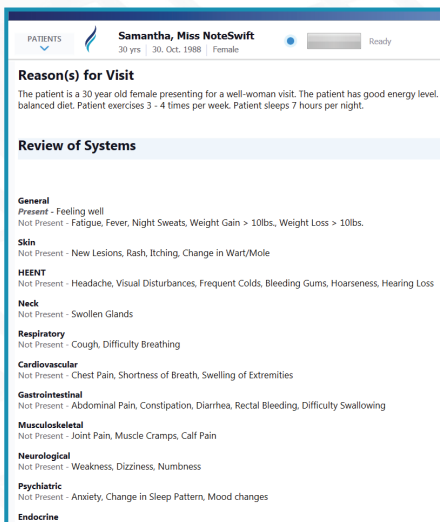 PATIENTS
Samantha, Miss NoteSwift
30 yrs 30. Oct. 1988 Female
Ready
Reason(s) for Visit
The patient is a 30 year old female presenting for a well-woman visit. The patient has good energy level.
balanced diet. Patient exercises 3 - 4 times per week. Patient sleeps 7 hours per night.
Review of Systems
General
Present - Feeling well
Not Present - Fatigue, Fever, Night Sweats, Weight Gain > 10lbs., Weight Loss > 10lbs.
Skin
Not Present - New Lesions, Rash, Itching, Change in Wart/Mole
HEENT
Not Present - Headache, Visual Disturbances, Frequent Colds, Bleeding Gums, Hoarseness, Hearing Loss
Neck
Not Present - Swollen Glands
Respiratory
Not Present - Cough, Difficulty Breathing
Cardiovascular
Not Present - Chest Pain, Shortness of Breath, Swelling of Extremities
Gastrointestinal
Not Present - Abdominal Pain, Constipation, Diarrhea, Rectal Bleeding, Difficulty Swallowing
Musculoskeletal
Not Present - Joint Pain, Muscle Cramps, Calf Pain
Neurological
Not Present - Weakness, Dizziness, Numbness
Psychiatric
Not Present - Anxiety, Change in Sleep Pattern, Mood changes
Endocrine